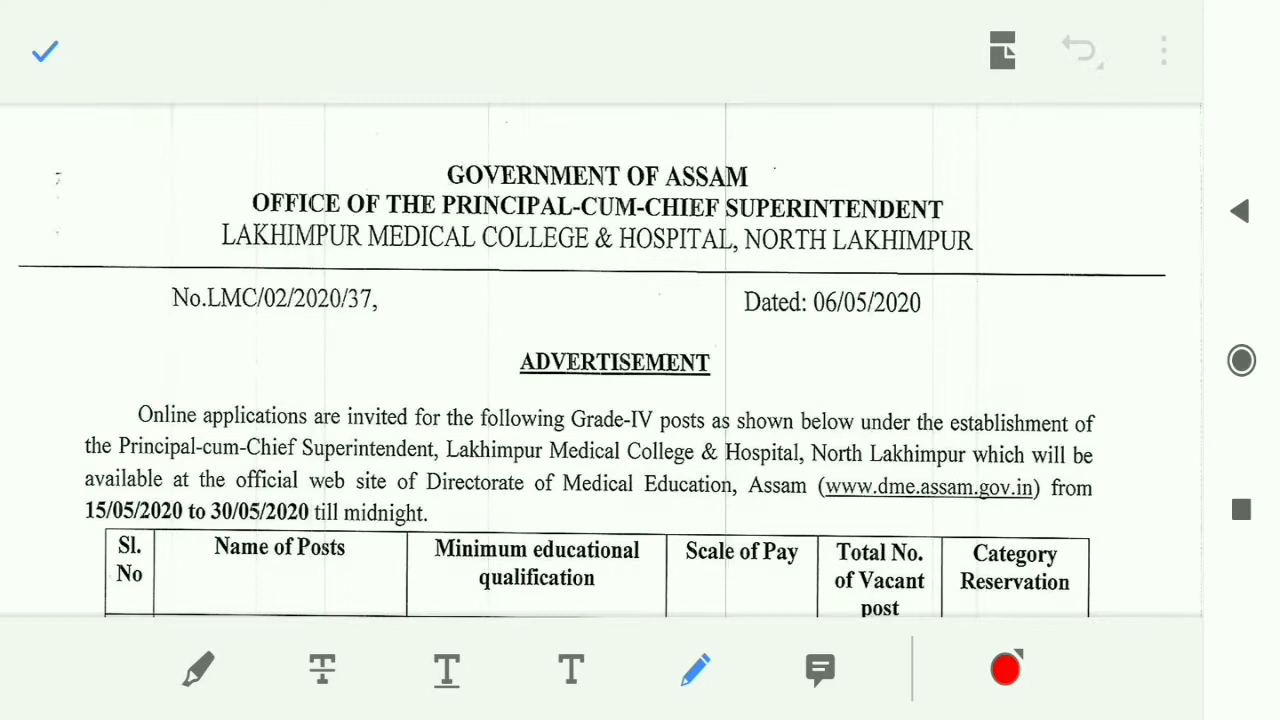 GOVERNMENT OF ASSAM
OFFICE OF THE PRINCIPAL-CUM-CHIEF SUPERINTENDENT
LAKHIMPUR MEDICAL COLLEGE & HOSPITAL, NORTH LAKHIMPUR
No.LMC/02/2020/37,
Dated: 06/05/2020
ADVERTISEMENT
Online applications are invited for the following Grade-IV posts as shown below under the establishment of
the Principal-cum-Chief Superintendent, Lakhimpur Medical College & Hospital, North Lakhimpur which will be
available at the official web site of Directorate of Medical Education, Assam (www.dme.assam.gov.in) from
15/05/2020 to 30/05/2020 till midnight.
Sl.
No
Name of Posts
Minimum educational
qualification
Scale of Pay
Total No.
of Vacant
post
Category
Reservation
T
T
T